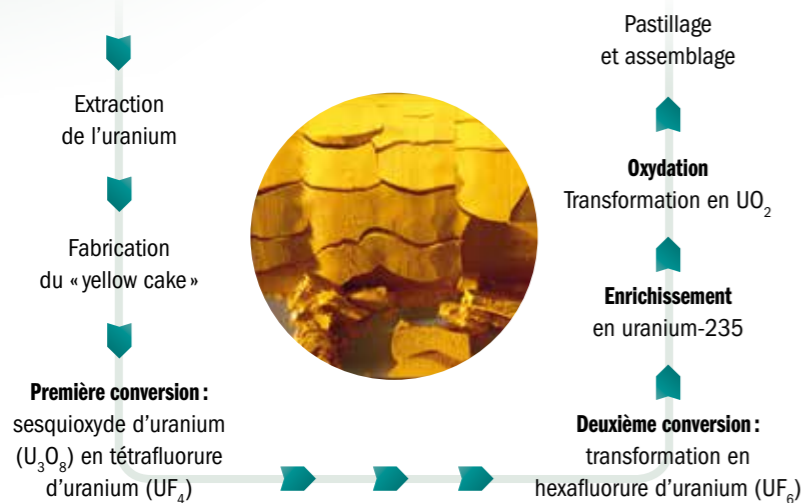 Extraction
de l'uranium
Fabrication
du « yellow cake »
Première conversion :
sesquioxyde d'uranium
(U₃O₈) en tétrafluorure
d'uranium (UF₄)
Deuxième conversion :
transformation en
hexafluorure d'uranium (UF₆)
Enrichissement
en uranium-235
Oxydation
Transformation en UO₂
Pastillage
et assemblage